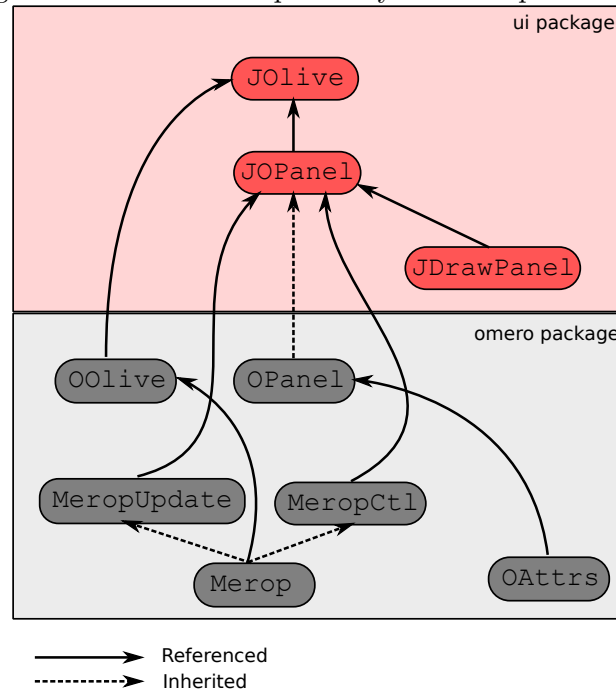 ui package
JOlive
JOPanel
JDrawPanel
omero package
OOlive
OPanel
MeropUpdate
MeropCtl
Merop
OAttrs
Referenced
Inherited